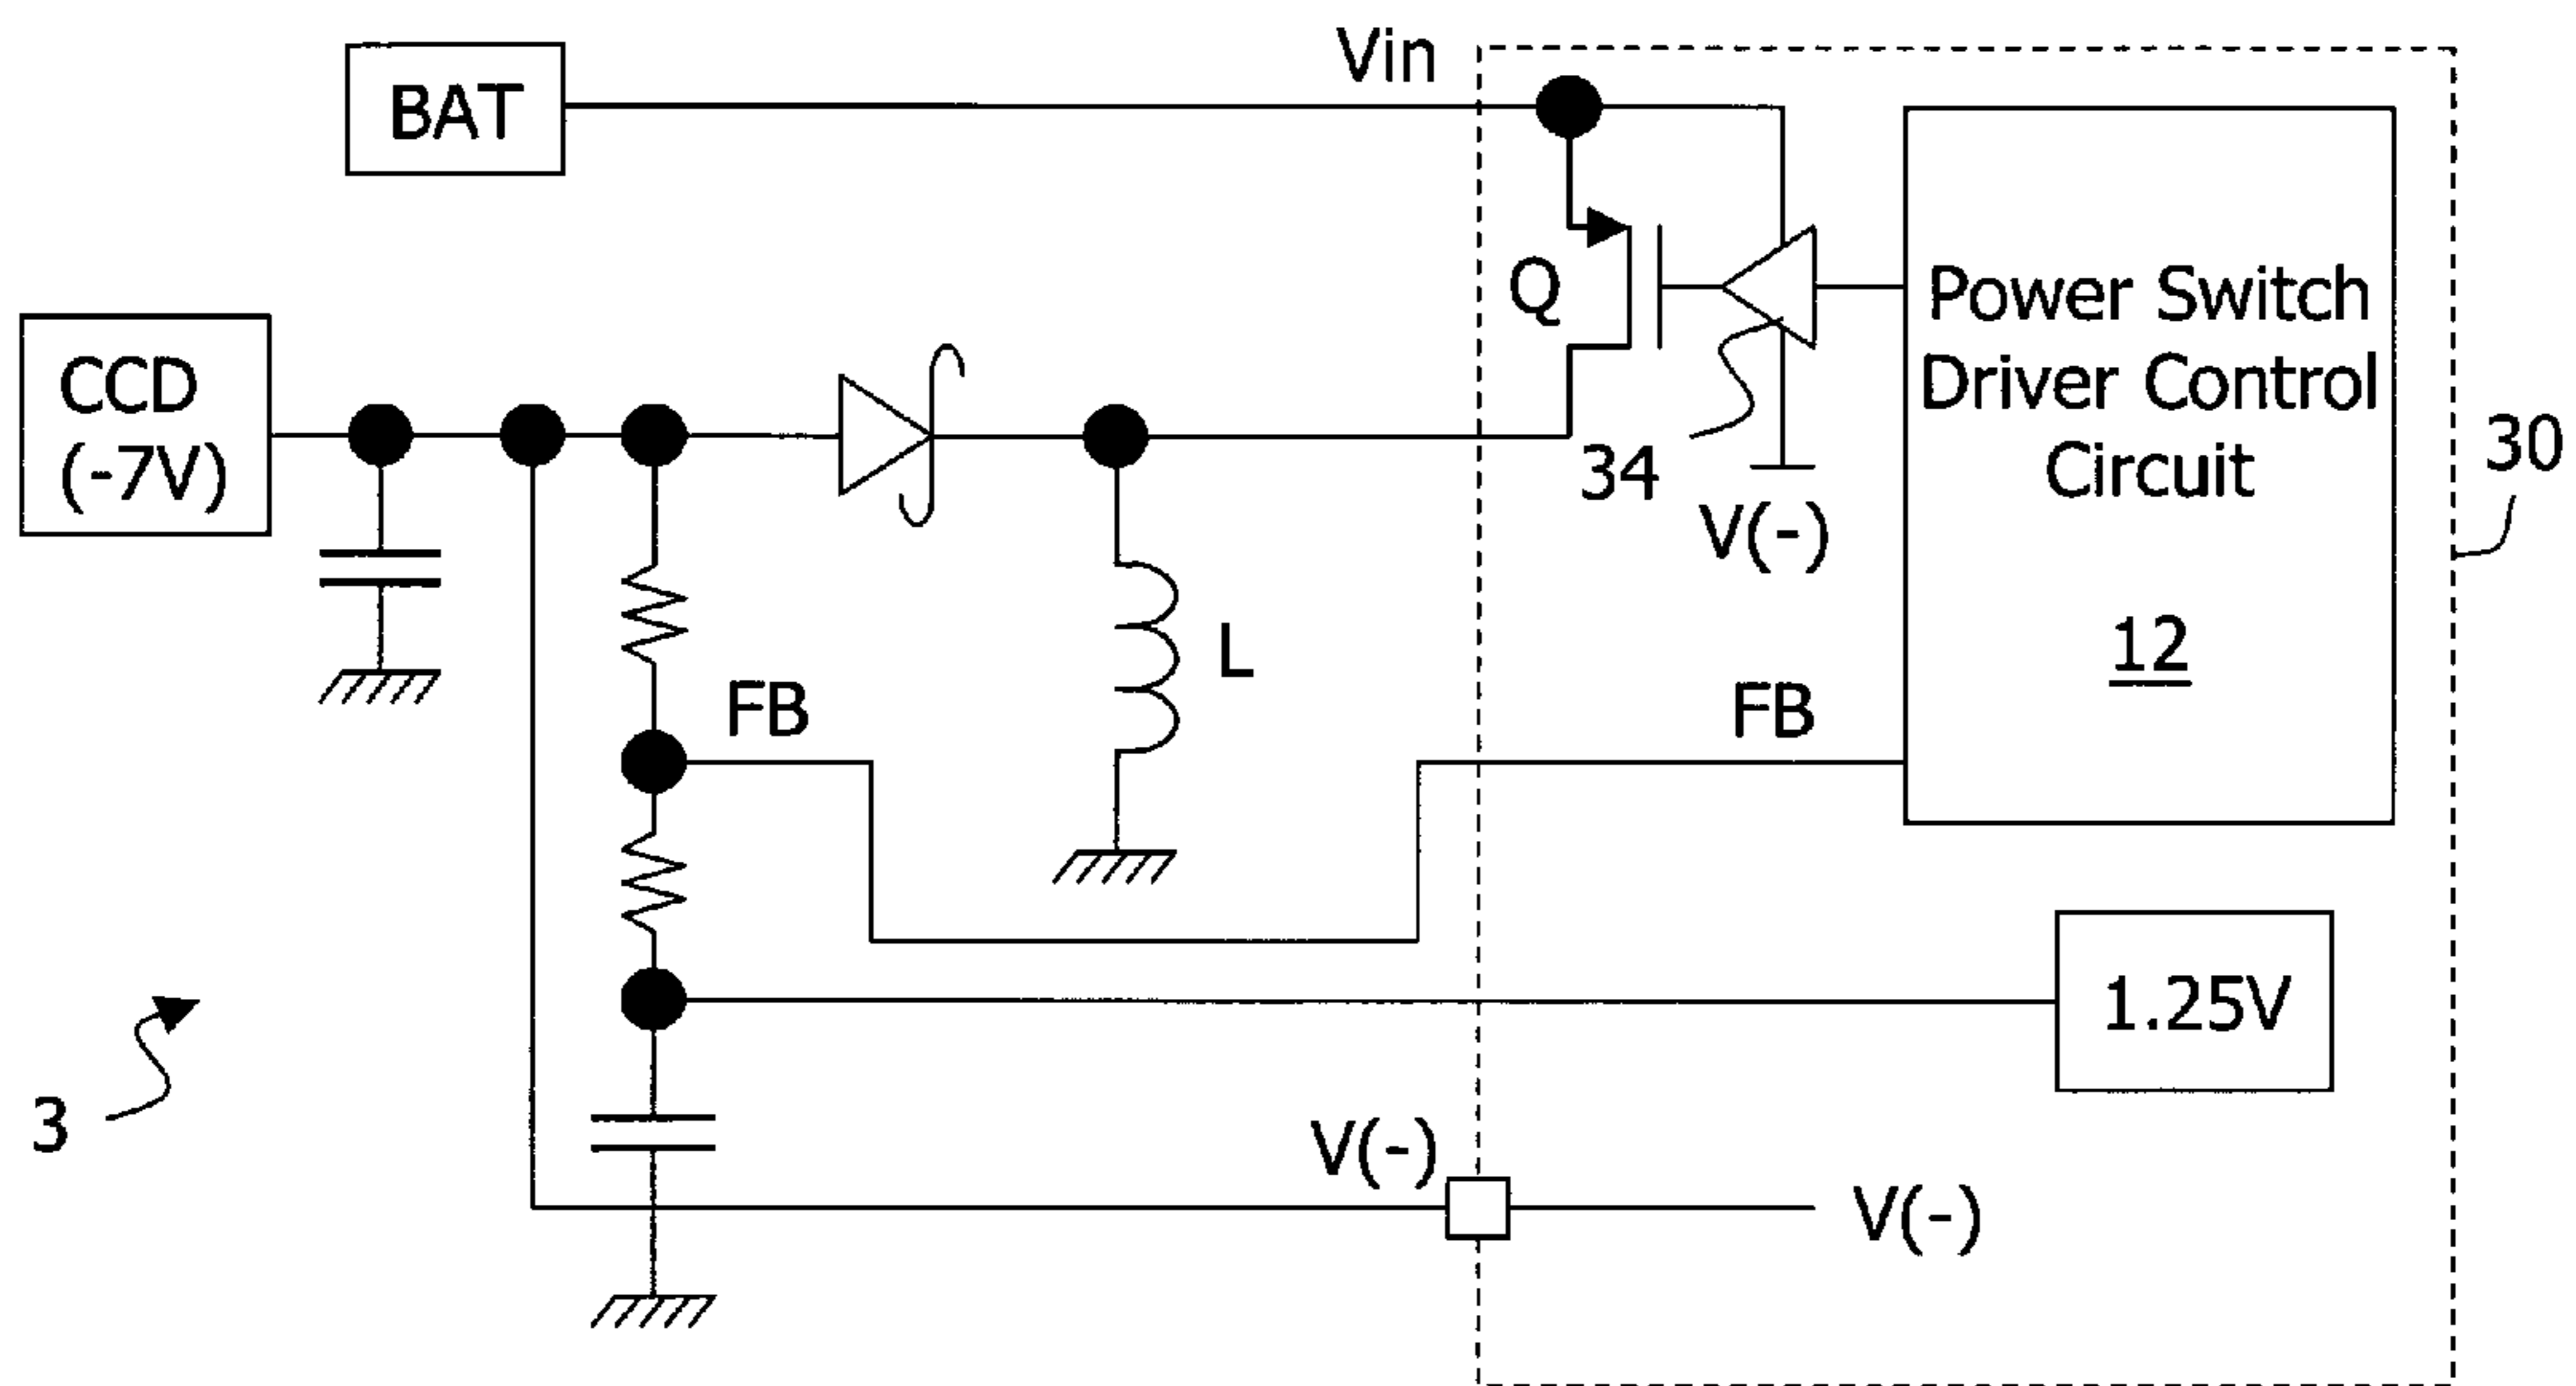 Vin
BAT
Q
Power Switch
Driver Control
Circuit
12
CCD
(-7V)
34
V(-)
30
L
FB
FB
1.25V
3
V(-)
V(-)